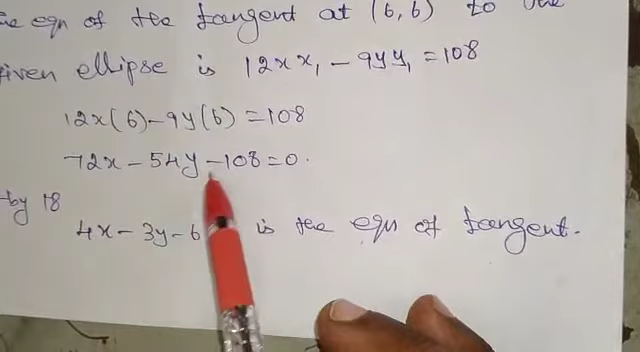 eqn of the tangent at (6,6) to the
given ellipse is 12xx₁ - 9yy₁ = 108
12x(6)-9y(6) = 108
72x - 54y - 108 = 0.
by 18
4x - 3y - 6 is the eqn of tangent.